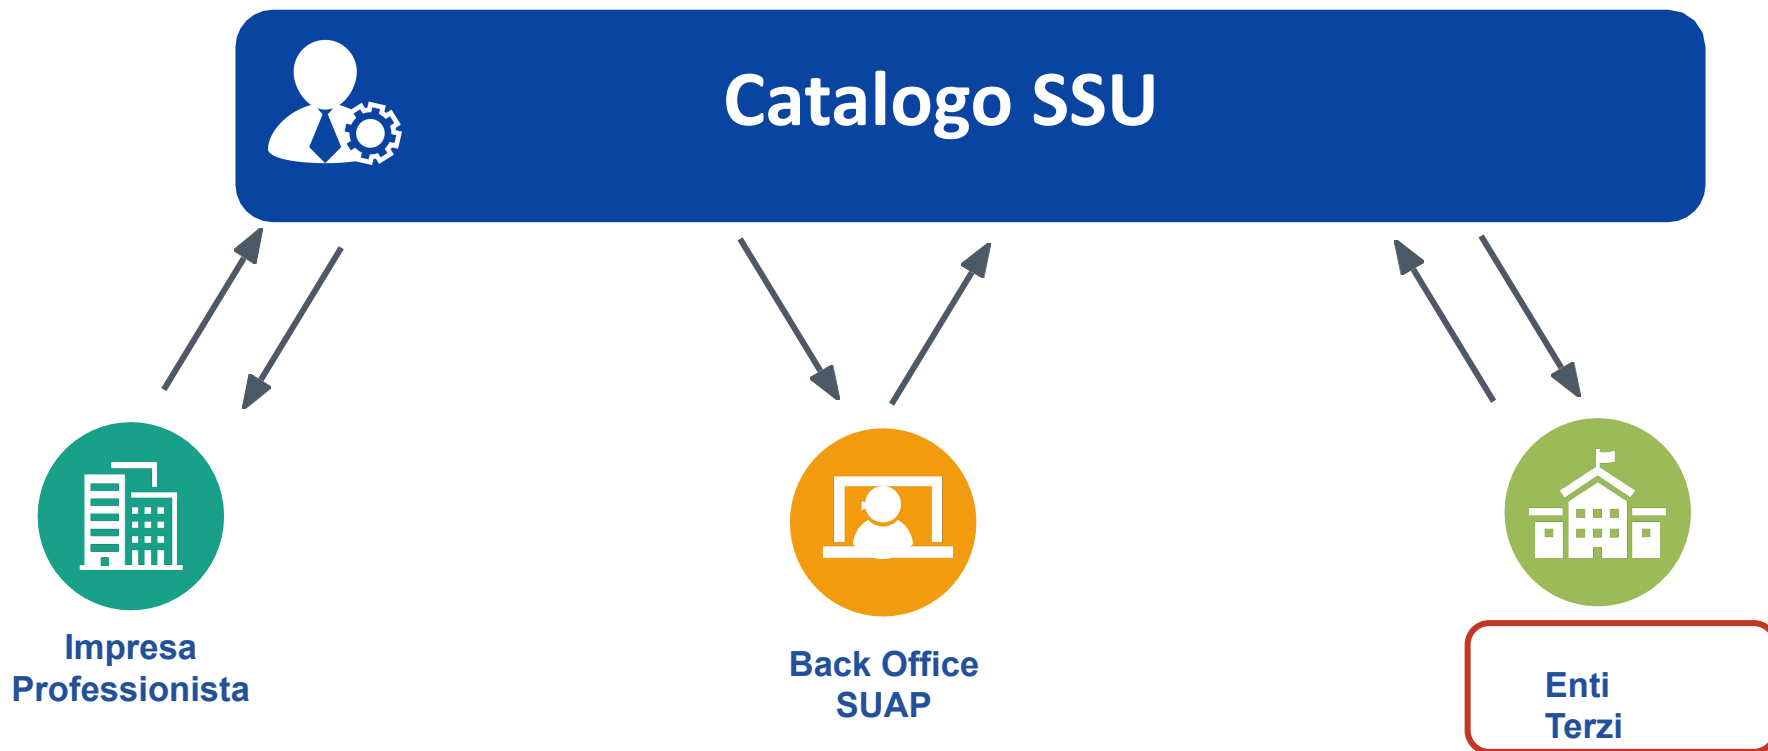 Catalogo SSU
Impresa
Professionista
Back Office
SUAP
Enti
Terzi